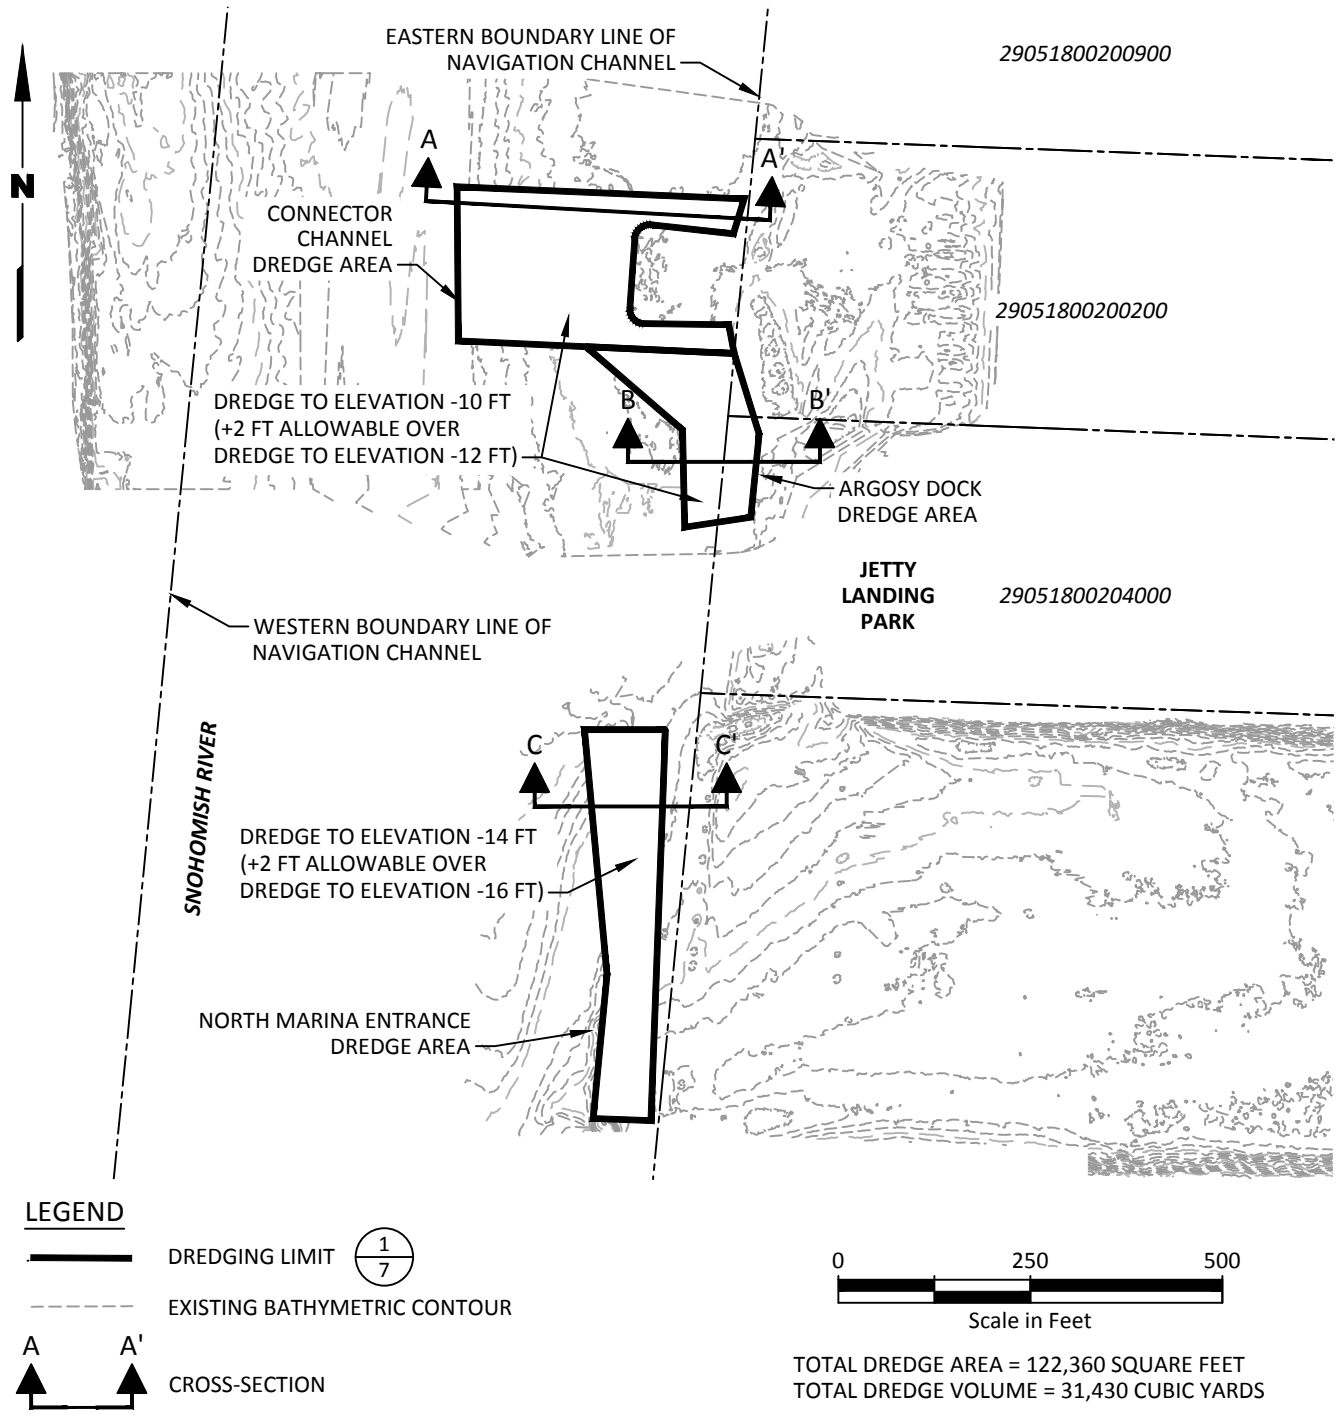 EASTERN BOUNDARY LINE OF
NAVIGATION CHANNEL
29051800200900
N
A
A'
CONNECTOR
CHANNEL
DREDGE AREA
29051800200200
DREDGE TO ELEVATION -10 FT
(+2 FT ALLOWABLE OVER
DREDGE TO ELEVATION -12 FT)
B
B'
ARGOSY DOCK
DREDGE AREA
JETTY
LANDING
PARK
29051800204000
WESTERN BOUNDARY LINE OF
NAVIGATION CHANNEL
SNOHOMISH RIVER
C
C'
DREDGE TO ELEVATION -14 FT
(+2 FT ALLOWABLE OVER
DREDGE TO ELEVATION -16 FT)
NORTH MARINA ENTRANCE
DREDGE AREA
LEGEND
DREDGING LIMIT
1
7
EXISTING BATHYMETRIC CONTOUR
A
A'
CROSS-SECTION
0 250 500
Scale in Feet
TOTAL DREDGE AREA = 122,360 SQUARE FEET
TOTAL DREDGE VOLUME = 31,430 CUBIC YARDS